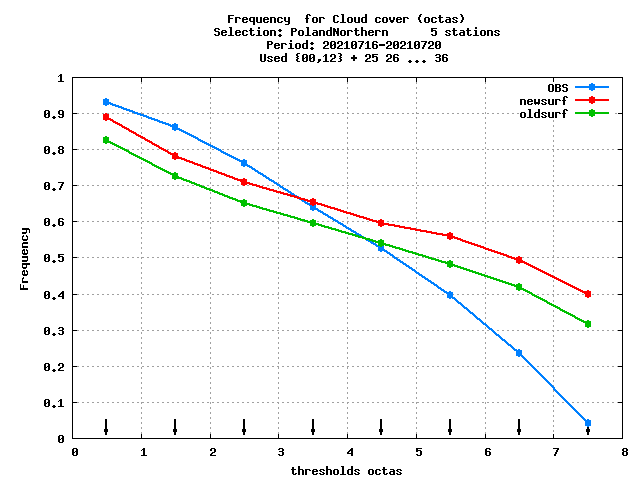 Frequency  for Cloud cover (octas)
Selection: PolandNorthern      5 stations
Period: 20210716-20210720
Used {00,12} + 25 26 ... 36
OBS
newsurf
oldsurf
1
0.9
0.8
0.7
0.6
0.5
0.4
0.3
0.2
0.1
0
Frequency
0 1 2 3 4 5 6 7 8
thresholds octas